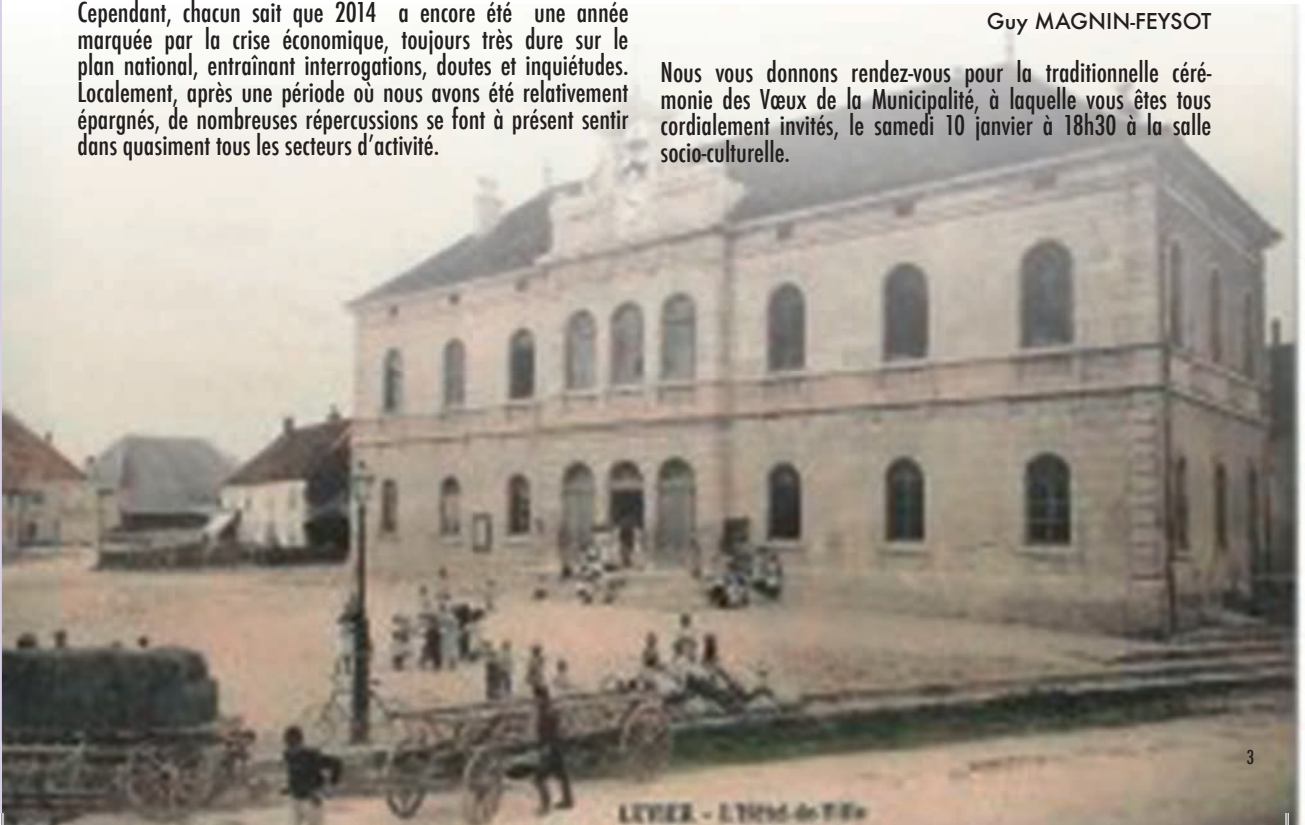 Cependant, chacun sait que 2014 a encore été une année
marquée par la crise économique, toujours très dure sur le
plan national, entraînant interrogations, doutes et inquiétudes.
Localement, après une période où nous avons été relativement
épargnés, de nombreuses répercussions se font à présent sentir
dans quasiment tous les secteurs d'activité.
Guy MAGNIN-FEYSOT
Nous vous donnons rendez-vous pour la traditionnelle céré-
monie des Vœux de la Municipalité, à laquelle vous êtes tous
cordialement invités, le samedi 10 janvier à 18h30 à la salle
socio-culturelle.
3
LEVIER - L'Hôtel-de-Ville